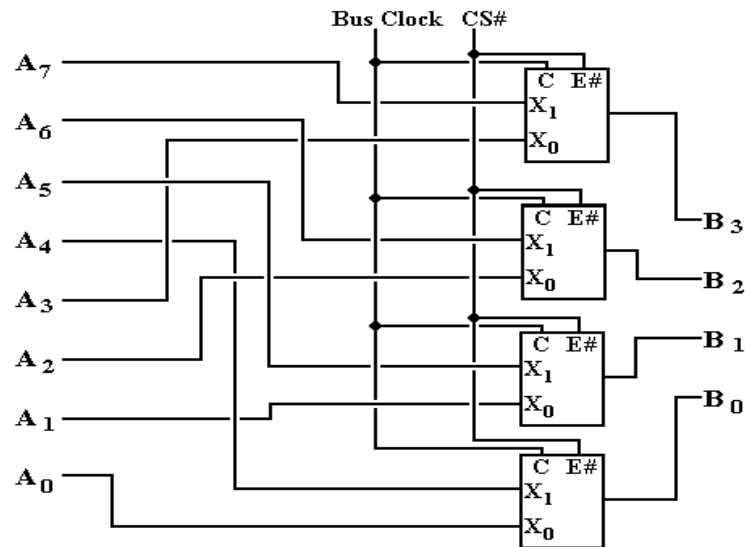 Bus Clock CS#
A7
A6
A5
A4
A3
A2
A1
A0
C E#
X1
X0
B3
C E#
X1
X0
B2
C E#
X1
X0
B1
C E#
X1
X0
B0